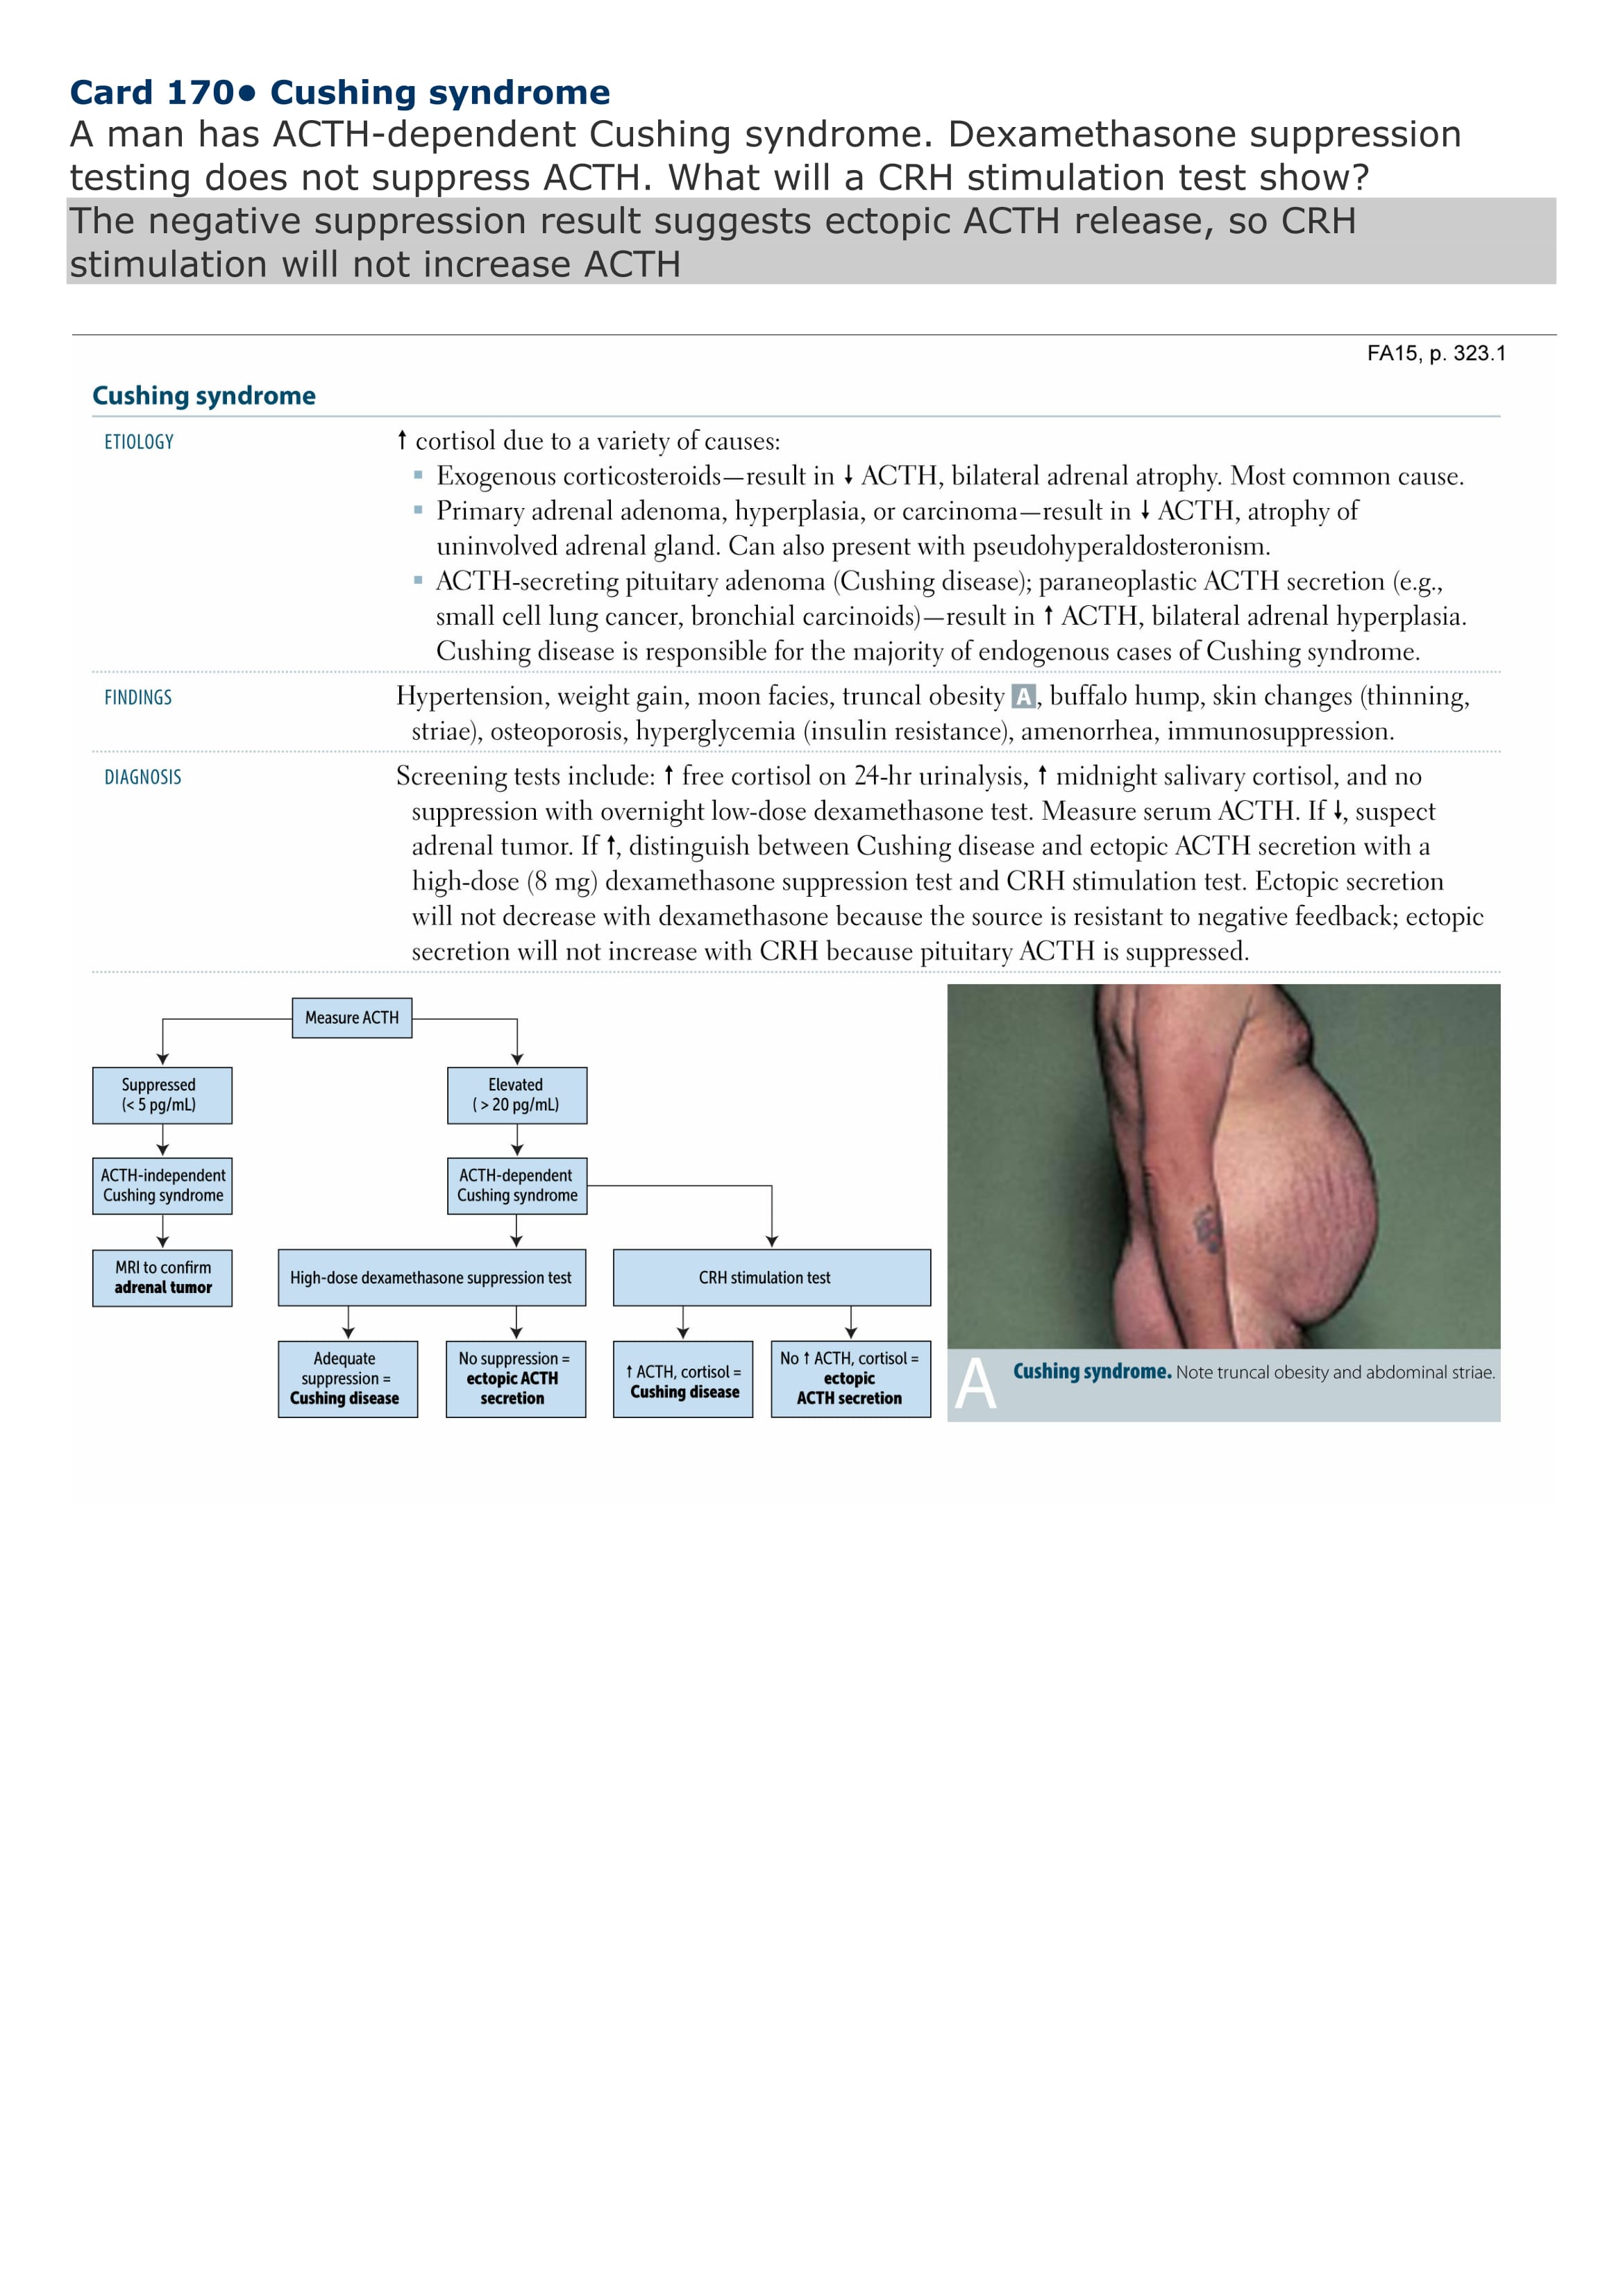 Card 170• Cushing syndrome
A man has ACTH-dependent Cushing syndrome. Dexamethasone suppression
testing does not suppress ACTH. What will a CRH stimulation test show?
The negative suppression result suggests ectopic ACTH release, so CRH
stimulation will not increase ACTH
FA15, p. 323.1
Cushing syndrome
ETIOLOGY
↑ cortisol due to a variety of causes:
▪ Exogenous corticosteroids—result in ↓ ACTH, bilateral adrenal atrophy. Most common cause.
▪ Primary adrenal adenoma, hyperplasia, or carcinoma—result in ↓ ACTH, atrophy of
uninvolved adrenal gland. Can also present with pseudohyperaldosteronism.
▪ ACTH-secreting pituitary adenoma (Cushing disease); paraneoplastic ACTH secretion (e.g.,
small cell lung cancer, bronchial carcinoids)—result in ↑ ACTH, bilateral adrenal hyperplasia.
Cushing disease is responsible for the majority of endogenous cases of Cushing syndrome.
FINDINGS
Hypertension, weight gain, moon facies, truncal obesity A, buffalo hump, skin changes (thinning,
striae), osteoporosis, hyperglycemia (insulin resistance), amenorrhea, immunosuppression.
DIAGNOSIS
Screening tests include: ↑ free cortisol on 24-hr urinalysis, ↑ midnight salivary cortisol, and no
suppression with overnight low-dose dexamethasone test. Measure serum ACTH. If ↓, suspect
adrenal tumor. If ↑, distinguish between Cushing disease and ectopic ACTH secretion with a
high-dose (8 mg) dexamethasone suppression test and CRH stimulation test. Ectopic secretion
will not decrease with dexamethasone because the source is resistant to negative feedback; ectopic
secretion will not increase with CRH because pituitary ACTH is suppressed.
Measure ACTH
Suppressed
(< 5 pg/mL)
Elevated
( > 20 pg/mL)
ACTH-independent
Cushing syndrome
ACTH-dependent
Cushing syndrome
MRI to confirm
adrenal tumor
High-dose dexamethasone suppression test
CRH stimulation test
Adequate
suppression =
Cushing disease
No suppression =
ectopic ACTH
secretion
↑ ACTH, cortisol =
Cushing disease
No ↑ ACTH, cortisol =
ectopic
ACTH secretion
A
Cushing syndrome. Note truncal obesity and abdominal striae.